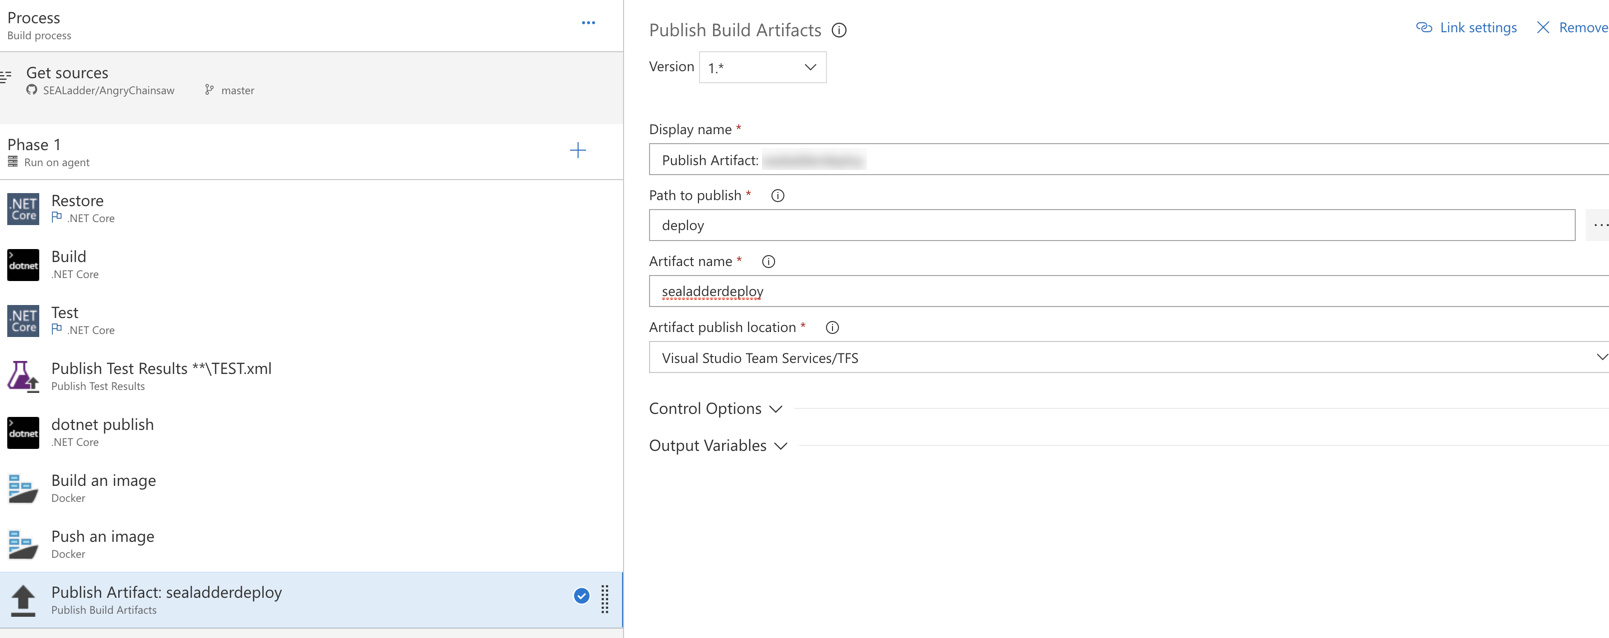 Process
Build process
Get sources
SEALadder/AngryChainsaw master
Phase 1
Run on agent
.NET Core
Restore
.NET Core
dotnet
Build
.NET Core
.NET Core
Test
.NET Core
Publish Test Results **\TEST.xml
Publish Test Results
dotnet
dotnet publish
.NET Core
Build an image
Docker
Push an image
Docker
Publish Artifact: sealadderdeploy
Publish Build Artifacts
Publish Build Artifacts
Link settings
Remove
Version 1.*
Display name *
Publish Artifact:
Path to publish *
deploy
...
Artifact name *
sealadderdeploy
Artifact publish location *
Visual Studio Team Services/TFS
Control Options
Output Variables